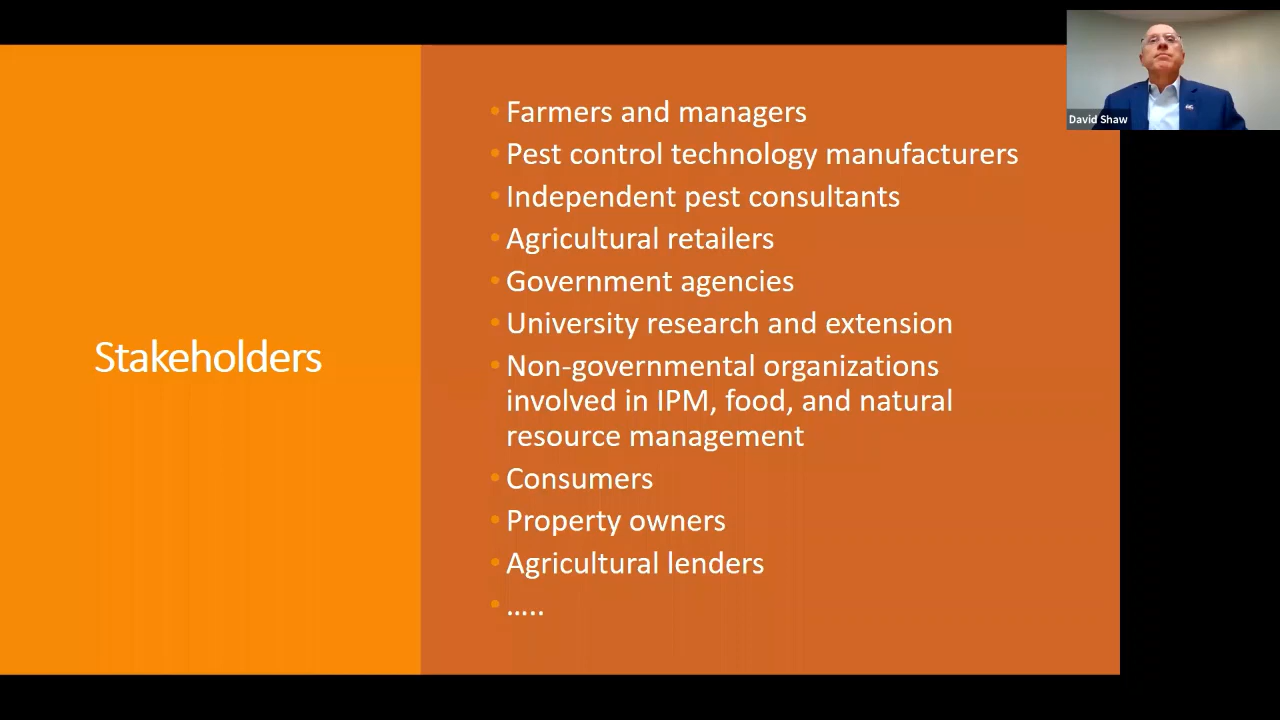 David Shaw
Stakeholders
• Farmers and managers
• Pest control technology manufacturers
• Independent pest consultants
• Agricultural retailers
• Government agencies
• University research and extension
• Non-governmental organizations
involved in IPM, food, and natural
resource management
• Consumers
• Property owners
• Agricultural lenders
• …..